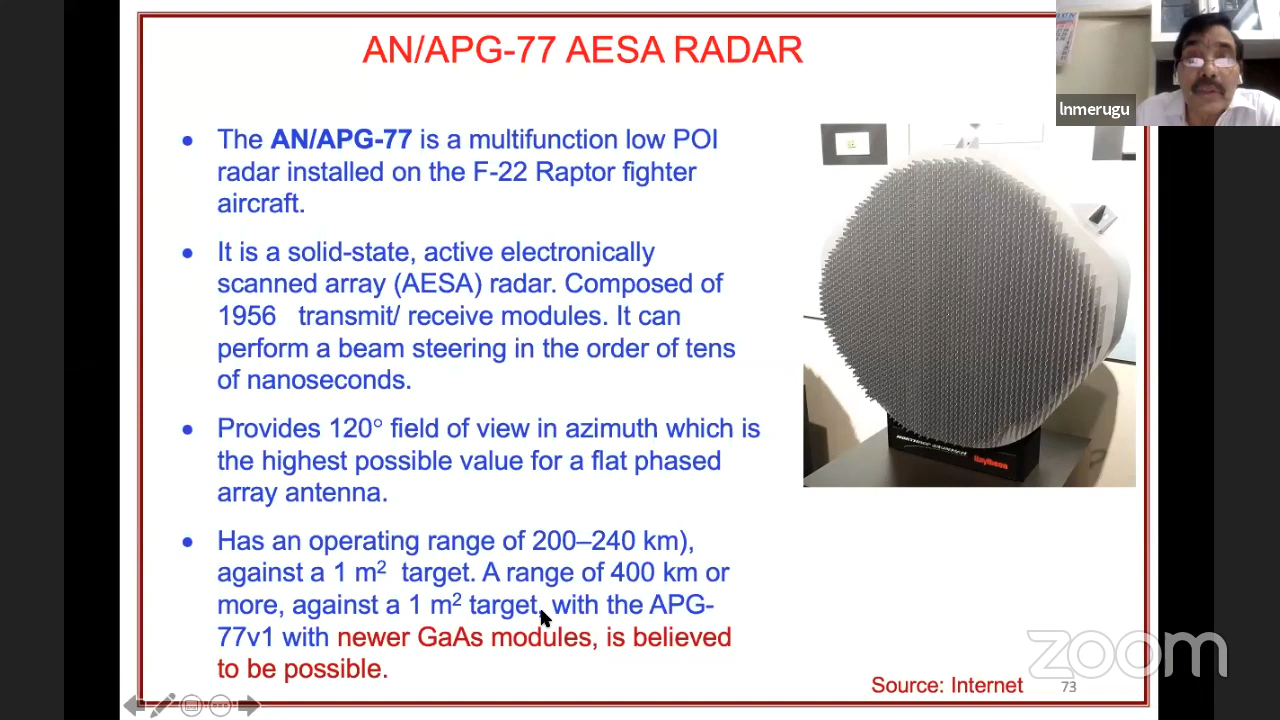 AN/APG-77 AESA RADAR
lnmerugu
• The AN/APG-77 is a multifunction low POI
radar installed on the F-22 Raptor fighter
aircraft.
• It is a solid-state, active electronically
scanned array (AESA) radar. Composed of
1956 transmit/ receive modules. It can
perform a beam steering in the order of tens
of nanoseconds.
• Provides 120° field of view in azimuth which is
the highest possible value for a flat phased
array antenna.
• Has an operating range of 200–240 km),
against a 1 m² target. A range of 400 km or
more, against a 1 m² target, with the APG-
77v1 with newer GaAs modules, is believed
to be possible.
Raytheon
zoom
Source: Internet 73